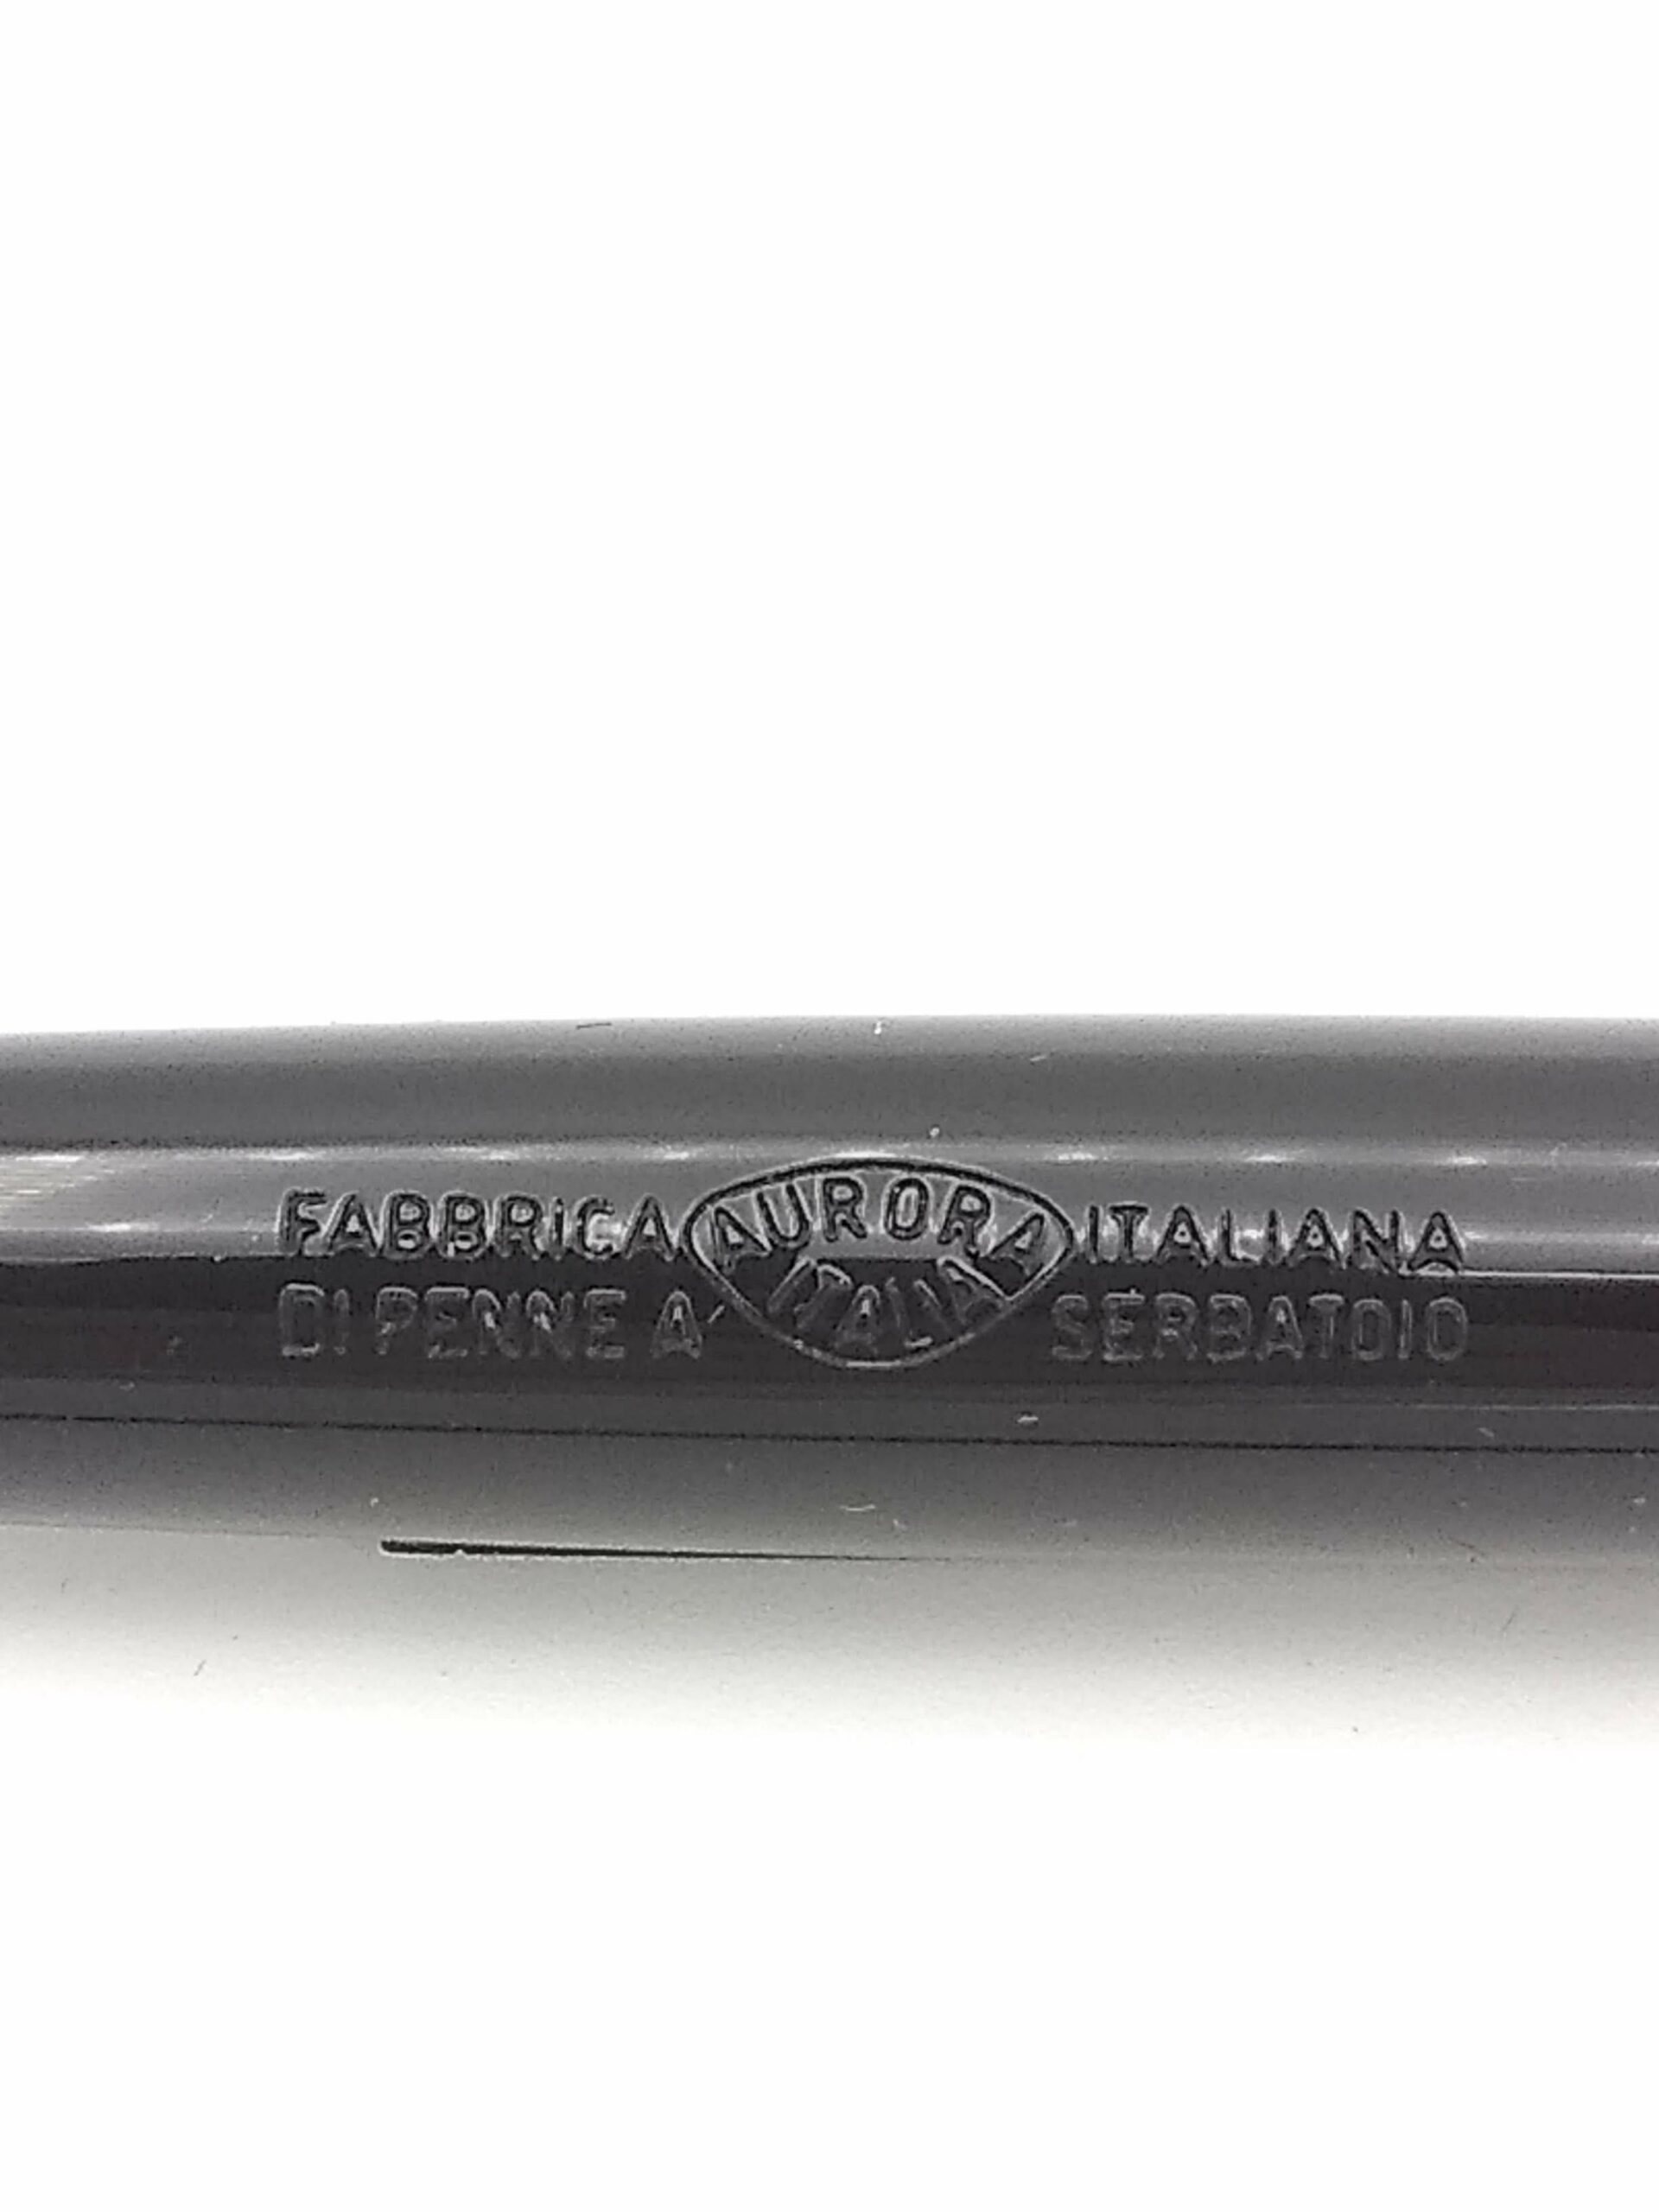 FABBRICA AURORA ITALIANA
ITALIA
DI PENNE A SERBATOIO